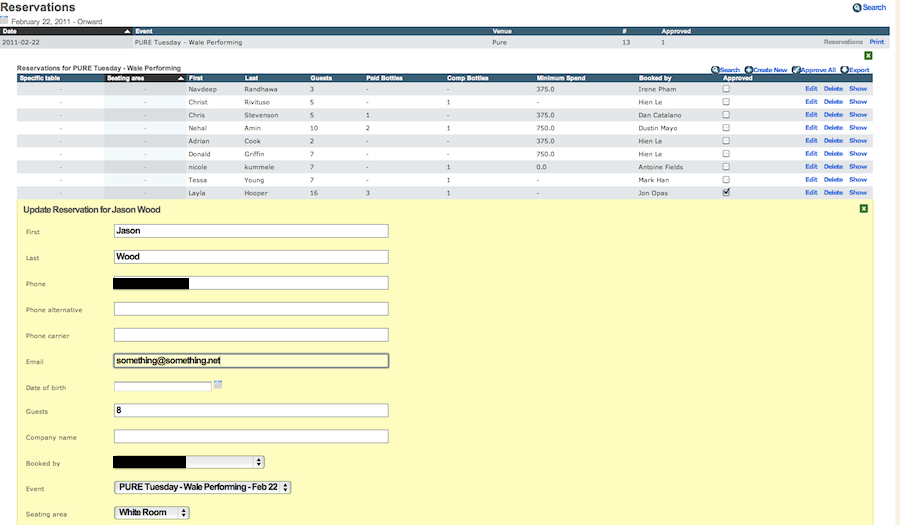 Reservations
Search
February 22, 2011 - Onward
Date Event Venue # Approved
2011-02-22 PURE Tuesday - Wale Performing Pure 13 1 Reservations Print
Reservations for PURE Tuesday - Wale Performing
Search Create New Approve All Export
Specific table Seating area First Last Guests Paid Bottles Comp Bottles Minimum Spend Booked by Approved
- - Navdeep Randhawa 3 - - 375.0 Irene Pham Edit Delete Show
- - Christ Rivituso 5 - 1 - Hien Le Edit Delete Show
- - Chris Stevenson 5 1 - 375.0 Dan Catalano Edit Delete Show
- - Nehal Amin 10 2 1 750.0 Dustin Mayo Edit Delete Show
- - Adrian Cook 2 - - 375.0 Hien Le Edit Delete Show
- - Donald Griffin 7 - - 750.0 Hien Le Edit Delete Show
- - nicole kummele 7 - 1 0.0 Antoine Fields Edit Delete Show
- - Tessa Young 7 - 1 - Mark Han Edit Delete Show
- - Layla Hooper 16 3 1 - Jon Opas Edit Delete Show
Update Reservation for Jason Wood
First Jason
Last Wood
Phone
Phone alternative
Phone carrier
Email something@something.net
Date of birth
Guests 8
Company name
Booked by
Event PURE Tuesday - Wale Performing - Feb 22
Seating area White Room